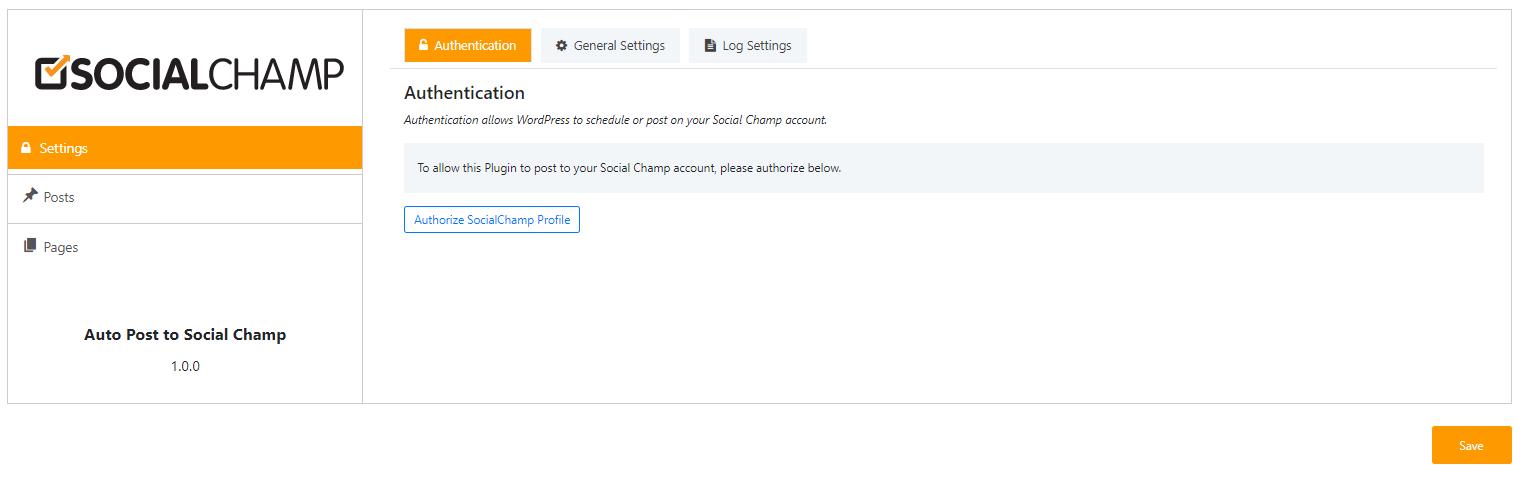 SOCIALCHAMP
Settings
Posts
Pages
Auto Post to Social Champ
1.0.0
Authentication
General Settings
Log Settings
Authentication
Authentication allows WordPress to schedule or post on your Social Champ account.
To allow this Plugin to post to your Social Champ account, please authorize below.
Authorize SocialChamp Profile
Save